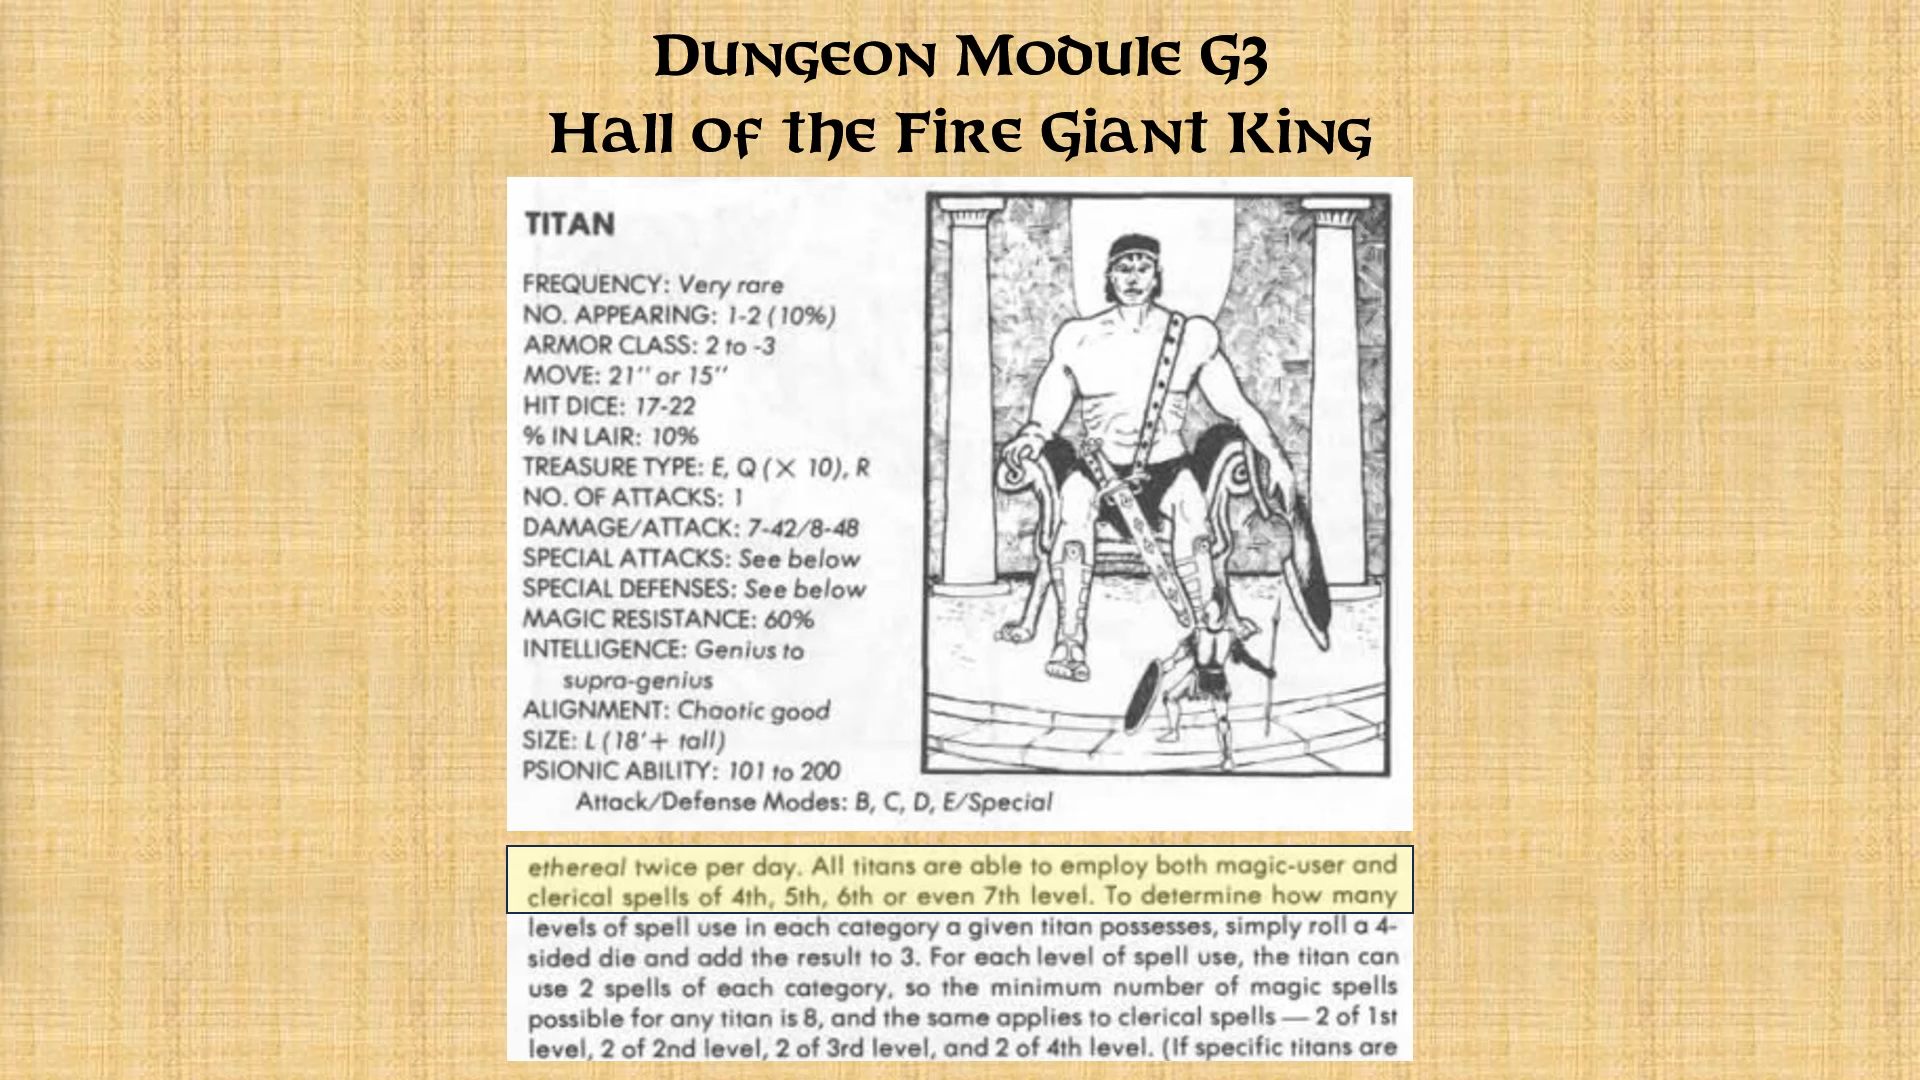 Dungeon Module G3
Hall of the Fire Giant King
TITAN
FREQUENCY: Very rare
NO. APPEARING: 1-2 (10%)
ARMOR CLASS: 2 to -3
MOVE: 21" or 15"
HIT DICE: 17-22
% IN LAIR: 10%
TREASURE TYPE: E, Q (× 10), R
NO. OF ATTACKS: 1
DAMAGE/ATTACK: 7-42/8-48
SPECIAL ATTACKS: See below
SPECIAL DEFENSES: See below
MAGIC RESISTANCE: 60%
INTELLIGENCE: Genius to
supra-genius
ALIGNMENT: Chaotic good
SIZE: L (18'+ tall)
PSIONIC ABILITY: 101 to 200
Attack/Defense Modes: B, C, D, E/Special
ethereal twice per day. All titans are able to employ both magic-user and
clerical spells of 4th, 5th, 6th or even 7th level. To determine how many
levels of spell use in each category a given titan possesses, simply roll a 4-
sided die and add the result to 3. For each level of spell use, the titan can
use 2 spells of each category, so the minimum number of magic spells
possible for any titan is 8, and the same applies to clerical spells — 2 of 1st
level, 2 of 2nd level, 2 of 3rd level, and 2 of 4th level. (If specific titans are